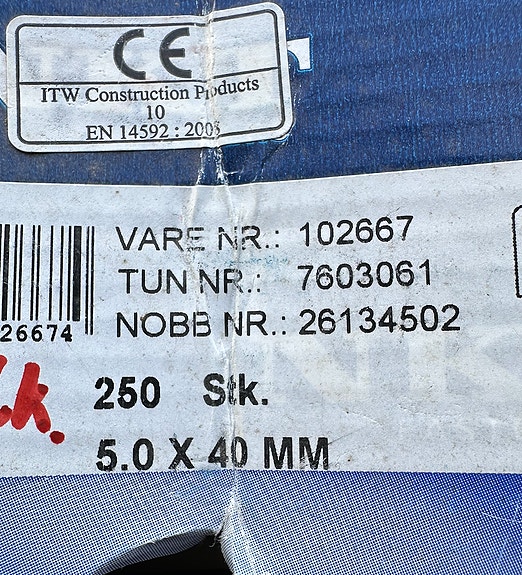 CE
ITW Construction Products
10
EN 14592 : 2008
VARE NR.: 102667
TUN NR.: 7603061
NOBB NR.: 26134502
26674
250 Stk.
5.0 X 40 MM